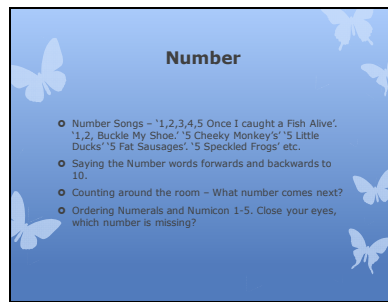 Number
Number Songs – '1,2,3,4,5 Once I caught a Fish Alive'.
'1,2, Buckle My Shoe.' '5 Cheeky Monkey's' '5 Little
Ducks' '5 Fat Sausages'. '5 Speckled Frogs' etc.
Saying the Number words forwards and backwards to
10.
Counting around the room – What number comes next?
Ordering Numerals and Numicon 1-5. Close your eyes,
which number is missing?